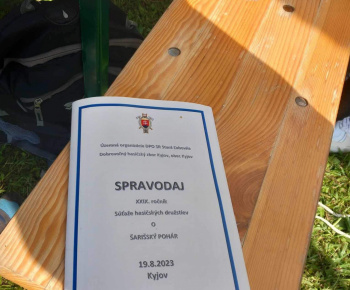 Územná organizácia DPO SR Stará Ľubovňa
Dobrovoľný hasičský zbor Kyjov, obec Kyjov
SPRAVODAJ
XXIX. ročník
Súťaže hasičských družstiev
O
ŠARIŠSKÝ POHÁR
19.8.2023
Kyjov